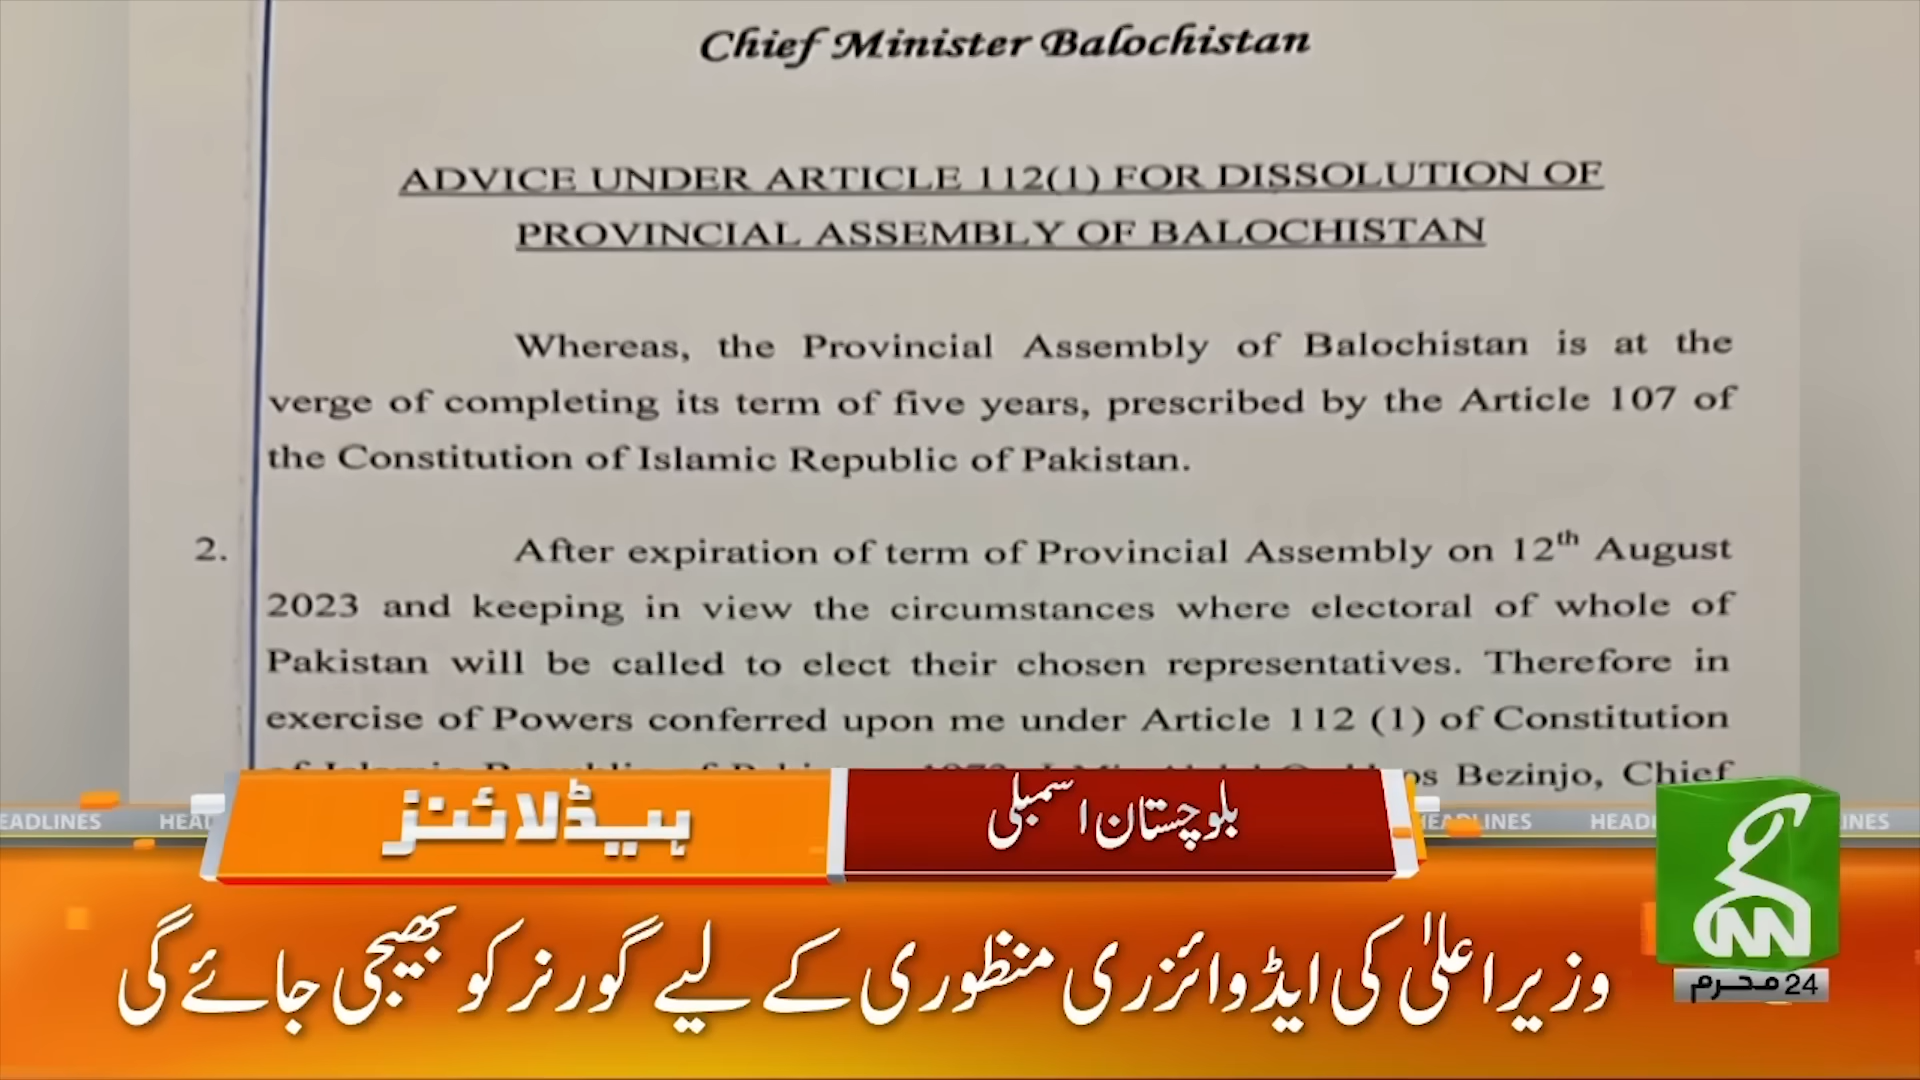 Chief Minister Balochistan
ADVICE UNDER ARTICLE 112(1) FOR DISSOLUTION OF
PROVINCIAL ASSEMBLY OF BALOCHISTAN
Whereas, the Provincial Assembly of Balochistan is at the
verge of completing its term of five years, prescribed by the Article 107 of
the Constitution of Islamic Republic of Pakistan.
2. After expiration of term of Provincial Assembly on 12th August
2023 and keeping in view the circumstances where electoral of whole of
Pakistan will be called to elect their chosen representatives. Therefore in
exercise of Powers conferred upon me under Article 112 (1) of Constitution
Bezinjo, Chief
HEADLINES
بلوچستان اسمبلی
ہیڈلائنز
وزیراعلیٰ کی ایڈوائزری منظوری کے لیے گورنر کو بھیجی جائے گی
GNN
24 محرم